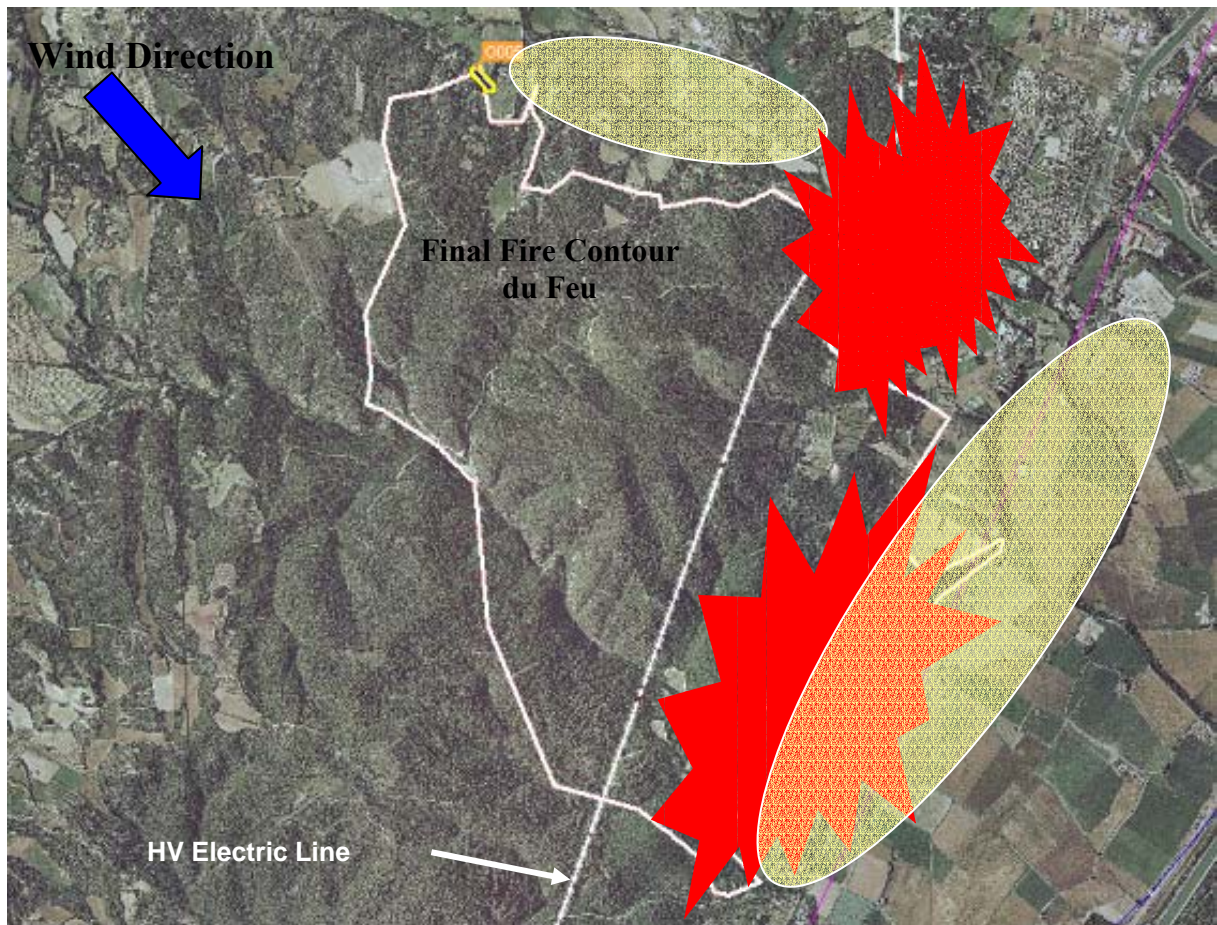 Wind Direction
Final Fire Contour
du Feu
HV Electric Line